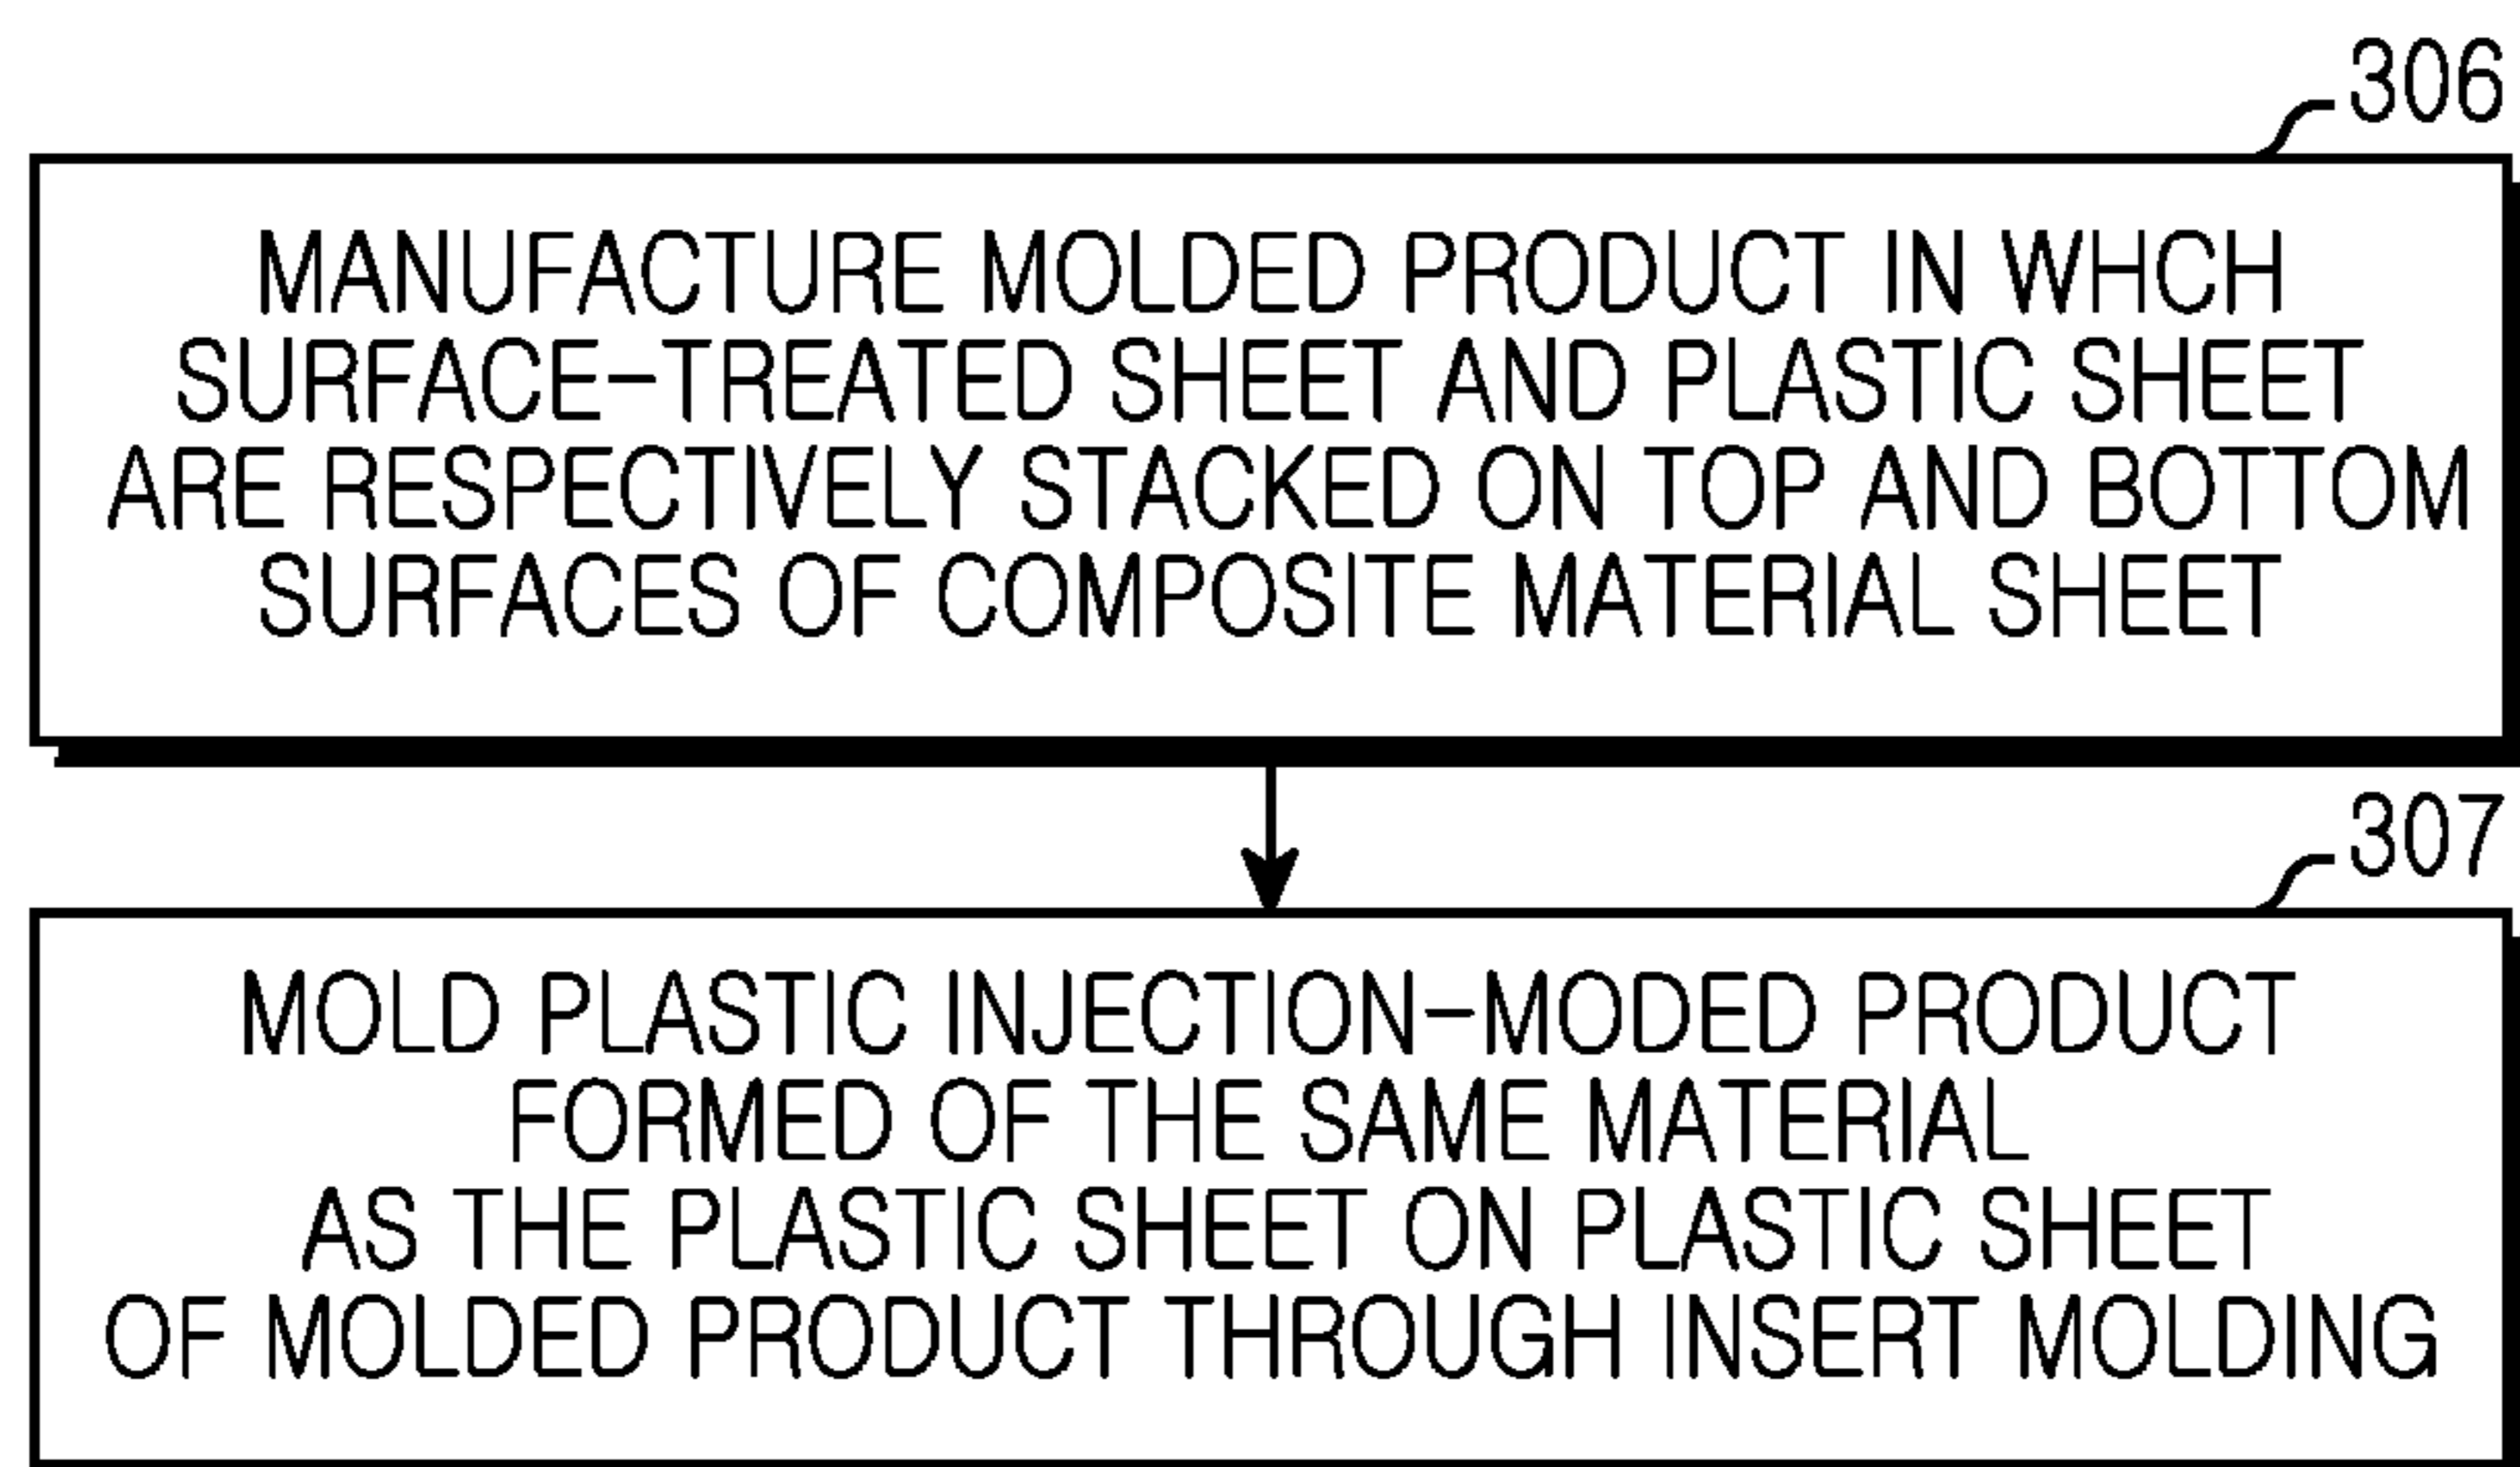 306
MANUFACTURE MOLDED PRODUCT IN WHCH
SURFACE-TREATED SHEET AND PLASTIC SHEET
ARE RESPECTIVELY STACKED ON TOP AND BOTTOM
SURFACES OF COMPOSITE MATERIAL SHEET
307
MOLD PLASTIC INJECTION-MODED PRODUCT
FORMED OF THE SAME MATERIAL
AS THE PLASTIC SHEET ON PLASTIC SHEET
OF MOLDED PRODUCT THROUGH INSERT MOLDING